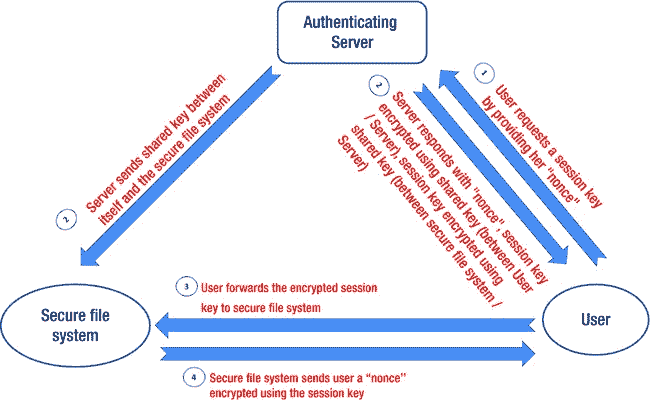 Authenticating
Server
1
User requests a session key
by providing her “nonce”
2
Server responds with "nonce", session key
encrypted using shared key (between User
/ Server), session key encrypted using
shared key (between secure file system /
Server)
2
Server sends shared key between
itself and the secure file system
3
User forwards the encrypted session
key to secure file system
Secure file
system
User
4
Secure file system sends user a “nonce”
encrypted using the session key